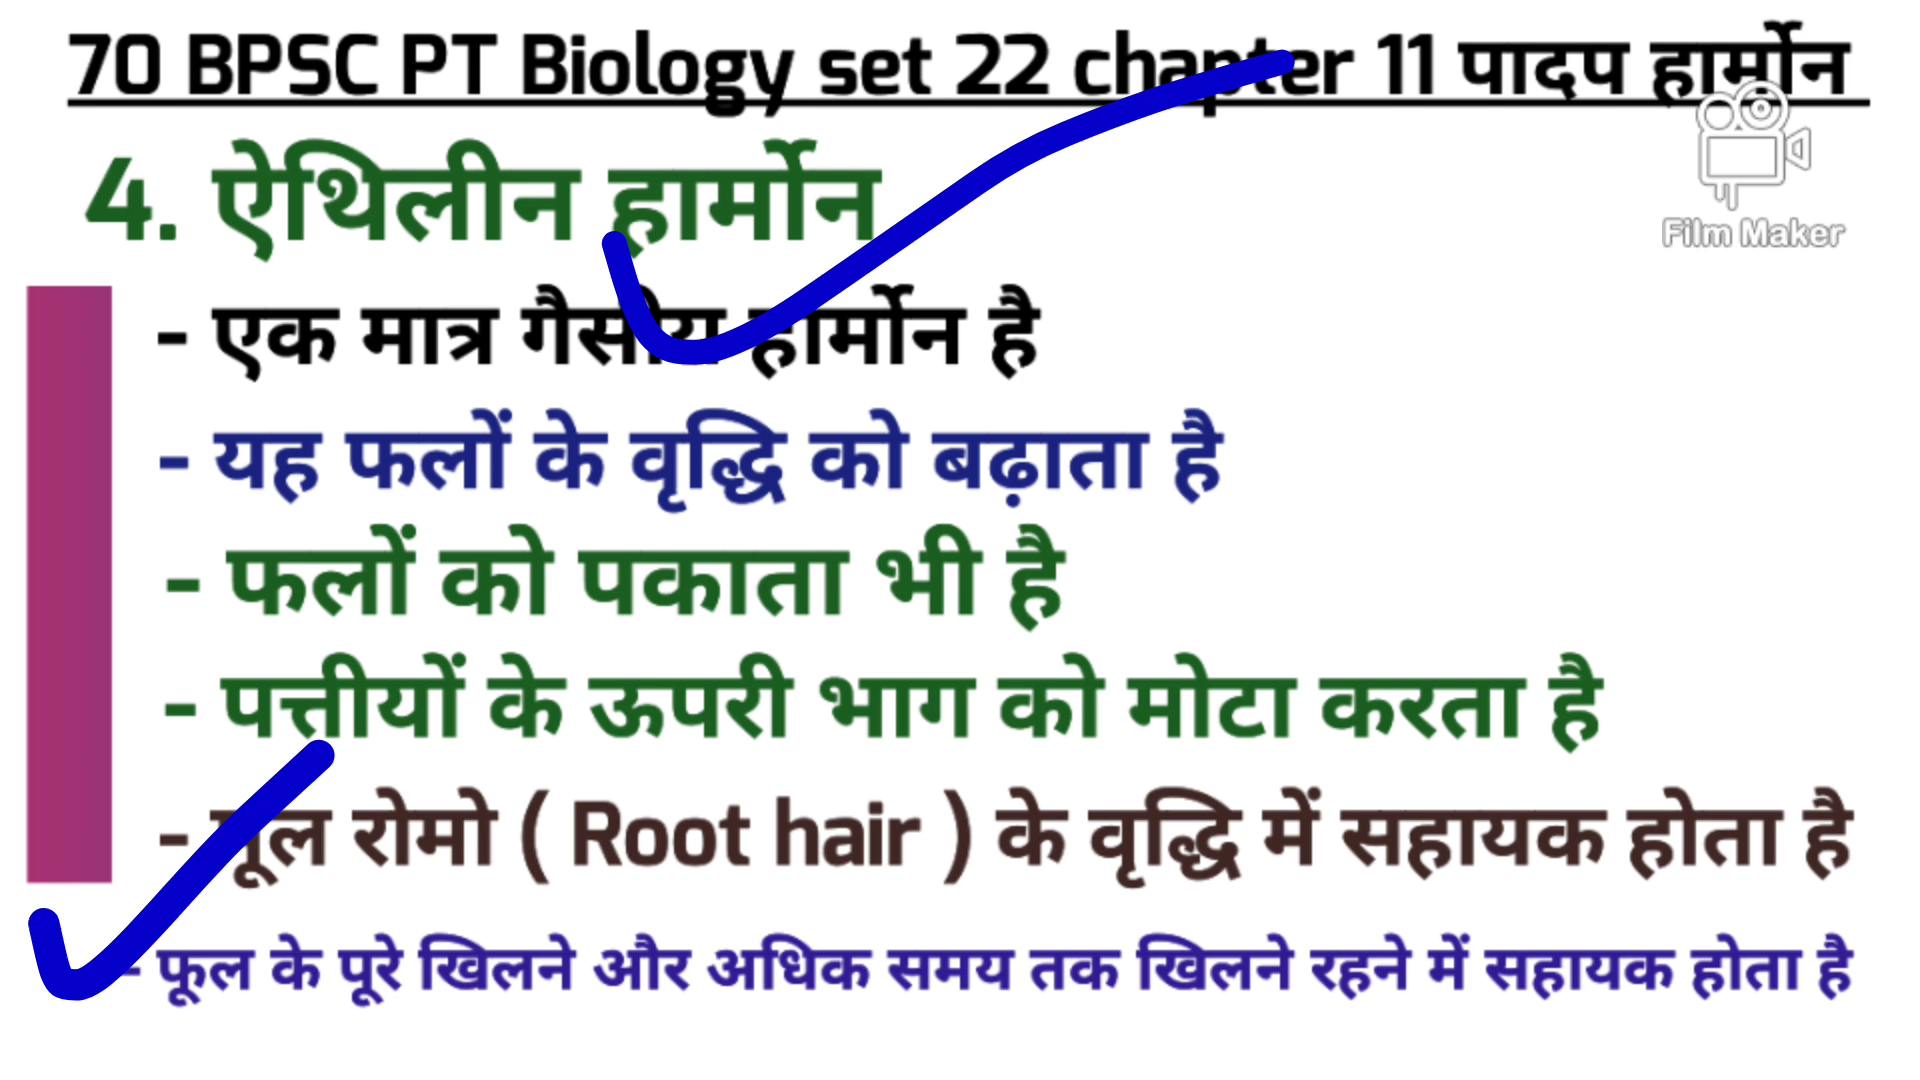 70 BPSC PT Biology set 22 chapter 11 पादप हार्मोन
Film Maker
4. ऐथिलीन हार्मोन
- एक मात्र गैसीय हार्मोन है
- यह फलों के वृद्धि को बढ़ाता है
- फलों को पकाता भी है
- पत्तीयों के ऊपरी भाग को मोटा करता है
- मूल रोमो ( Root hair ) के वृद्धि में सहायक होता है
- फूल के पूरे खिलने और अधिक समय तक खिलने रहने में सहायक होता है